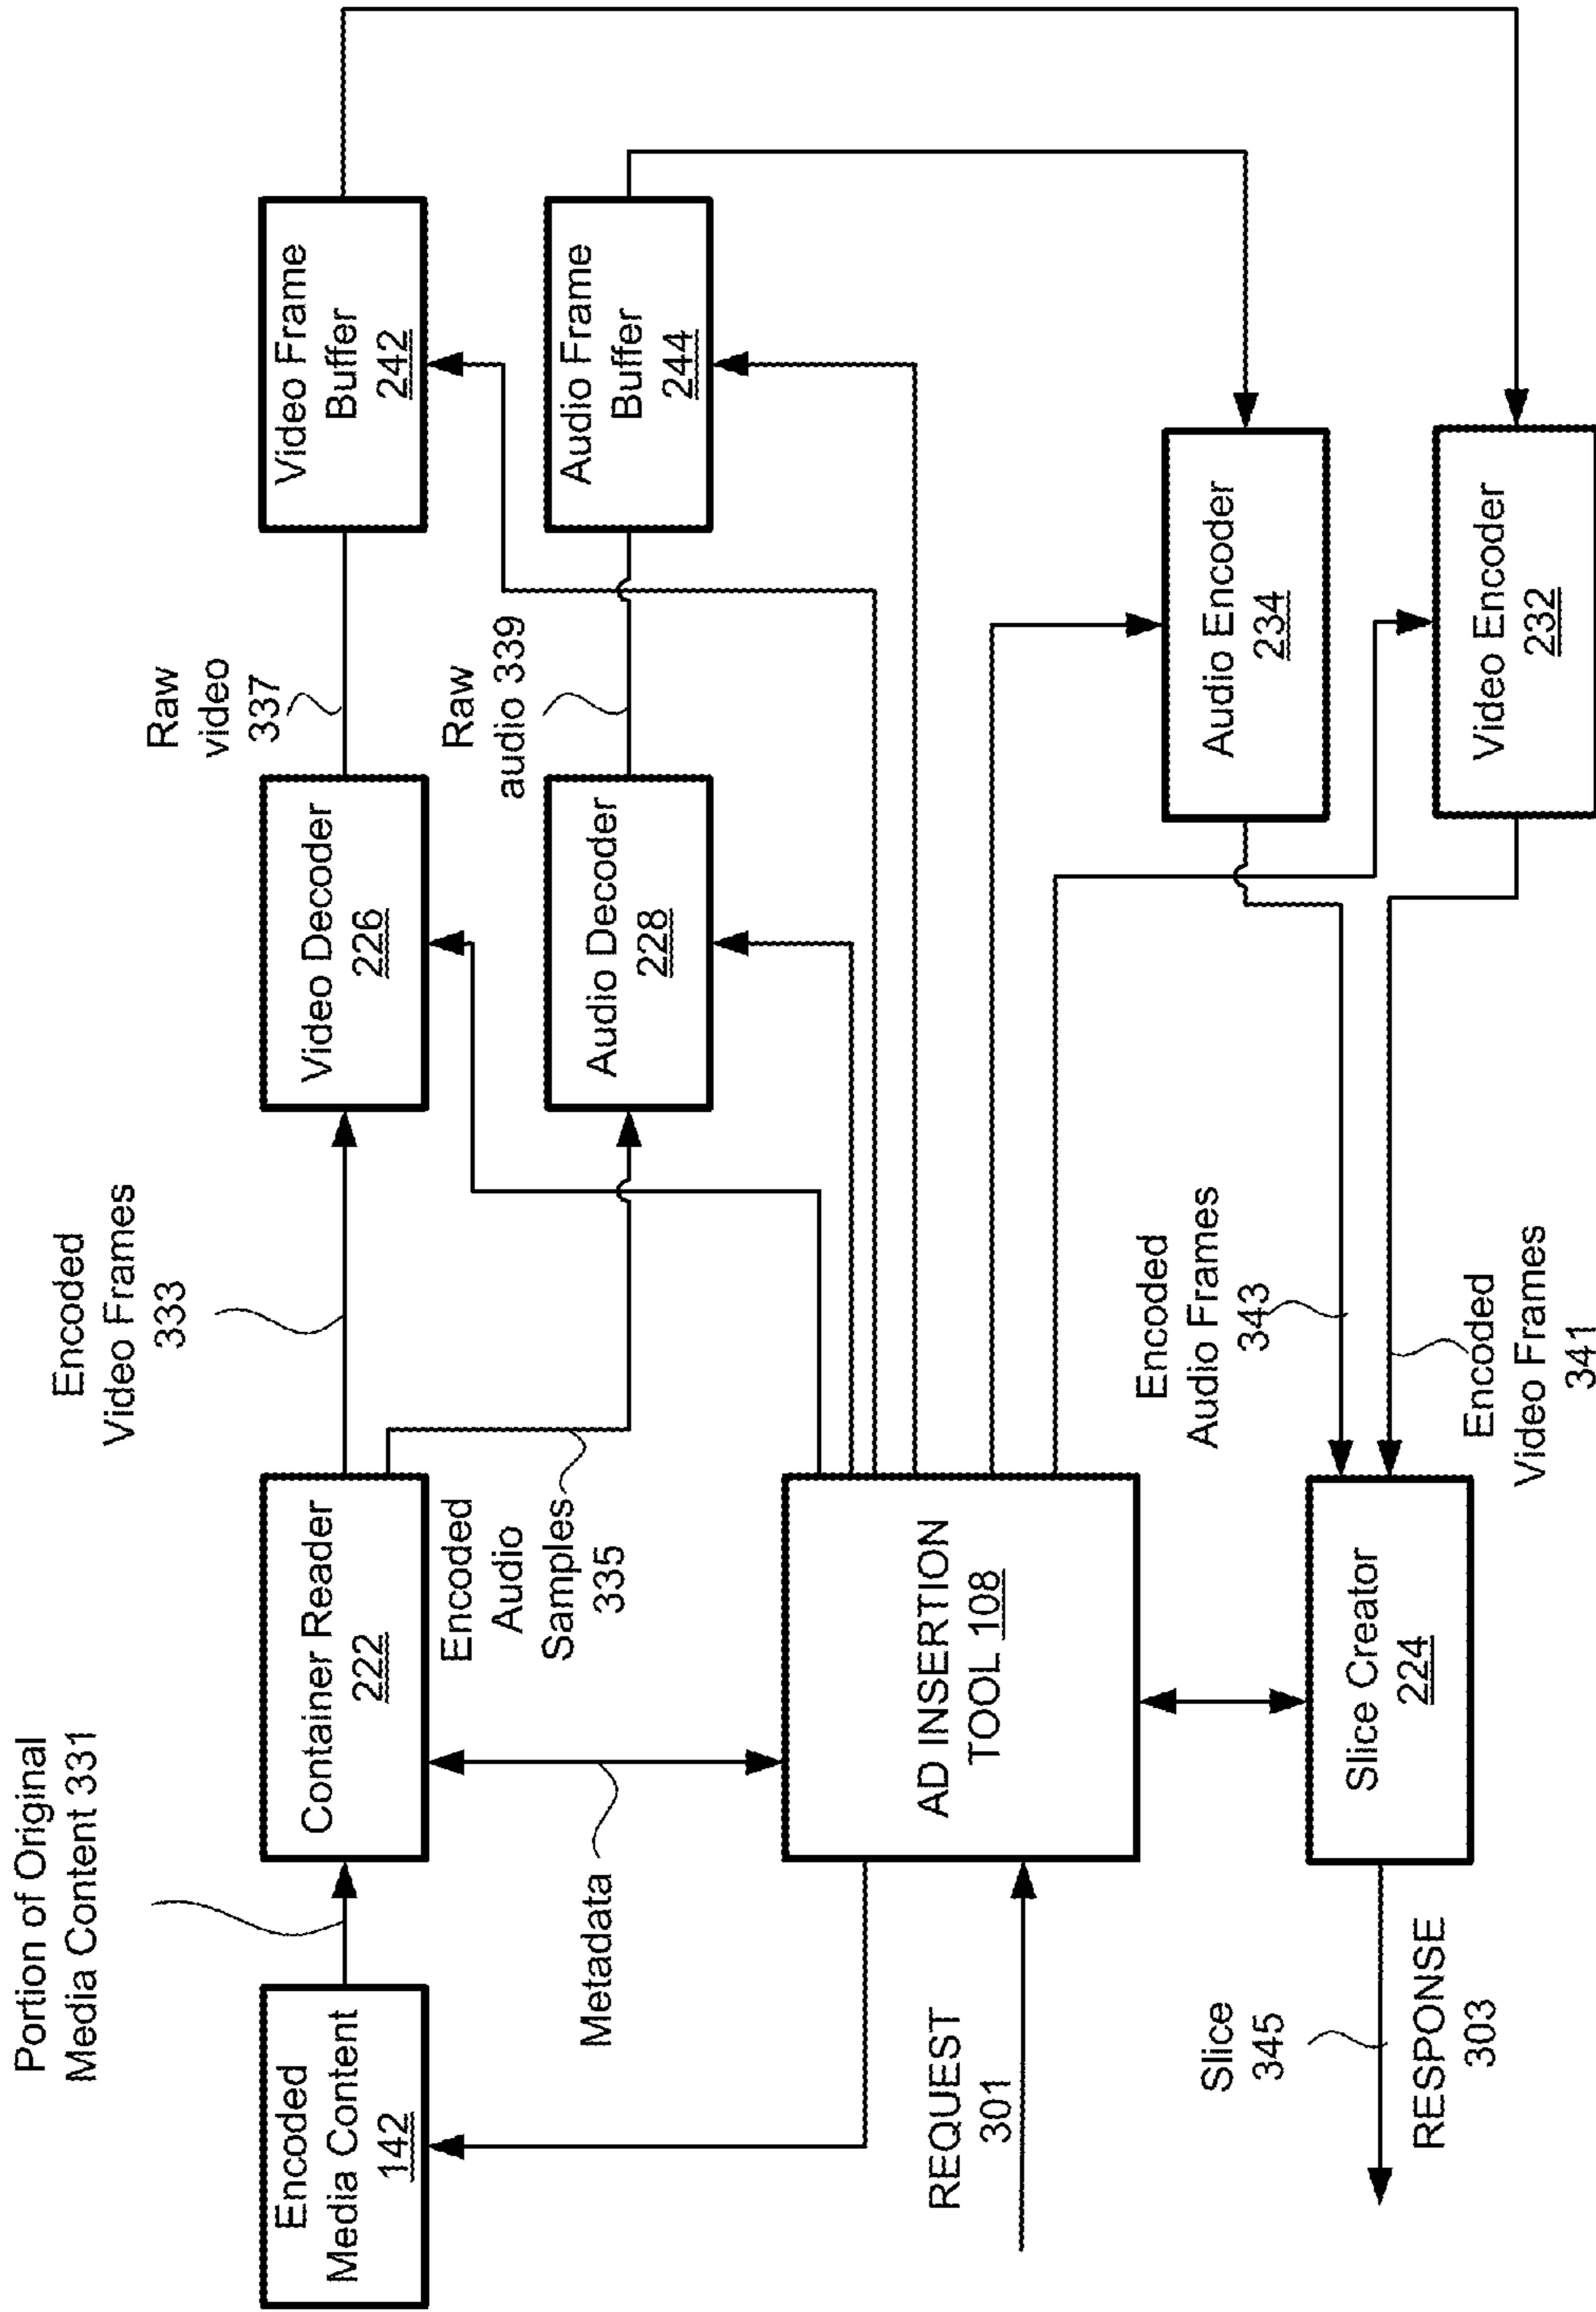 Portion of Original
Media Content 331
Encoded
Video Frames
333
Raw
video
337
Encoded
Media Content
142
Container Reader
222
Video Decoder
226
Video Frame
Buffer
242
Encoded
Audio
Samples
335
Raw
audio 339
Metadata
Audio Decoder
228
Audio Frame
Buffer
244
REQUEST
301
AD INSERTION
TOOL 108
Encoded
Audio Frames
343
Audio Encoder
234
Slice
345
RESPONSE
303
Slice Creator
224
Encoded
Video Frames
341
Video Encoder
232